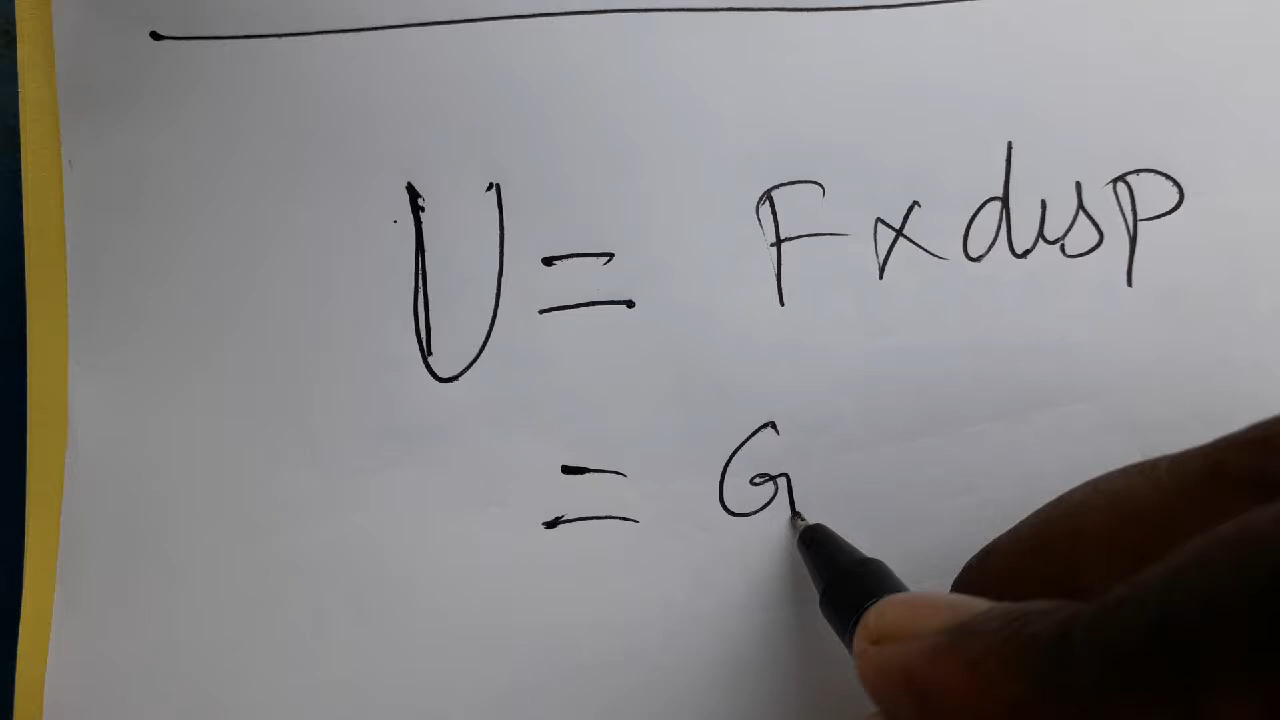 U = F x disp
= G